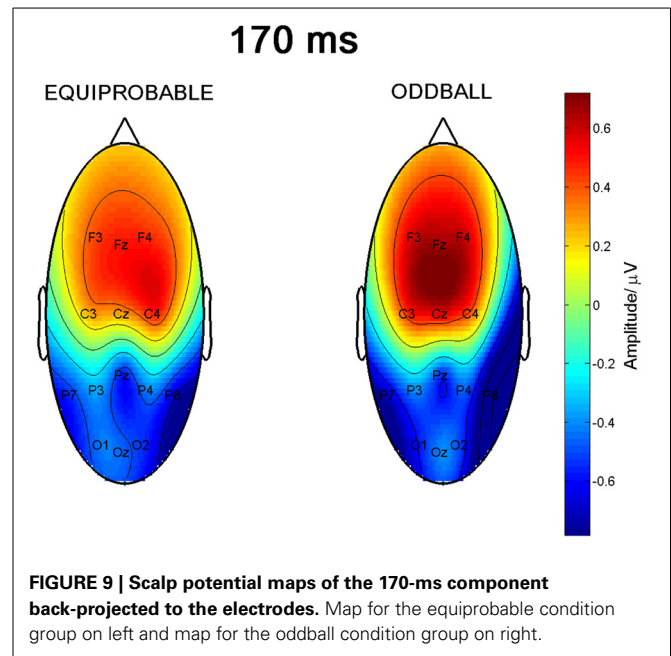 170 ms
EQUIPROBABLE
ODDBALL
F3 Fz F4
C3 Cz C4
P7 P3 Pz P4 P8
O1 Oz O2
F3 Fz F4
C3 Cz C4
P7 P3 Pz P4 P8
O1 Oz O2
0.6
0.4
0.2
0
-0.2
-0.4
-0.6
Amplitude/ μV
FIGURE 9 | Scalp potential maps of the 170-ms component
back-projected to the electrodes. Map for the equiprobable condition
group on left and map for the oddball condition group on right.